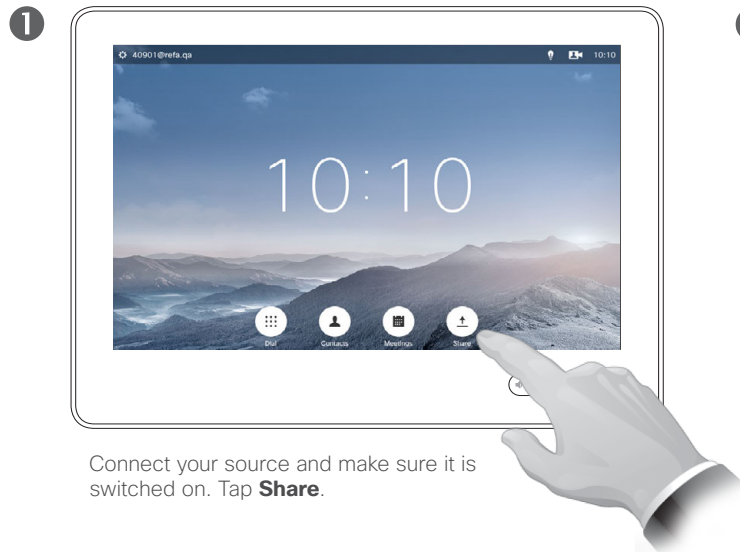 1
40901@refa.qa 10:10
10:10
Dial Contacts Meetings Share
Connect your source and make sure it is
switched on. Tap Share.